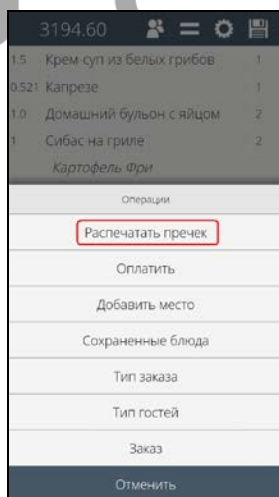 3194.60
1.5 Крем-суп из белых грибов 1
0.521 Капрезе 1
1.0 Домашний бульон с яйцом 2
1 Сибас на гриле 2
Картофель Фри
Операции
Распечатать пречек
Оплатить
Добавить место
Сохраненные блюда
Тип заказа
Тип гостей
Заказ
Отменить